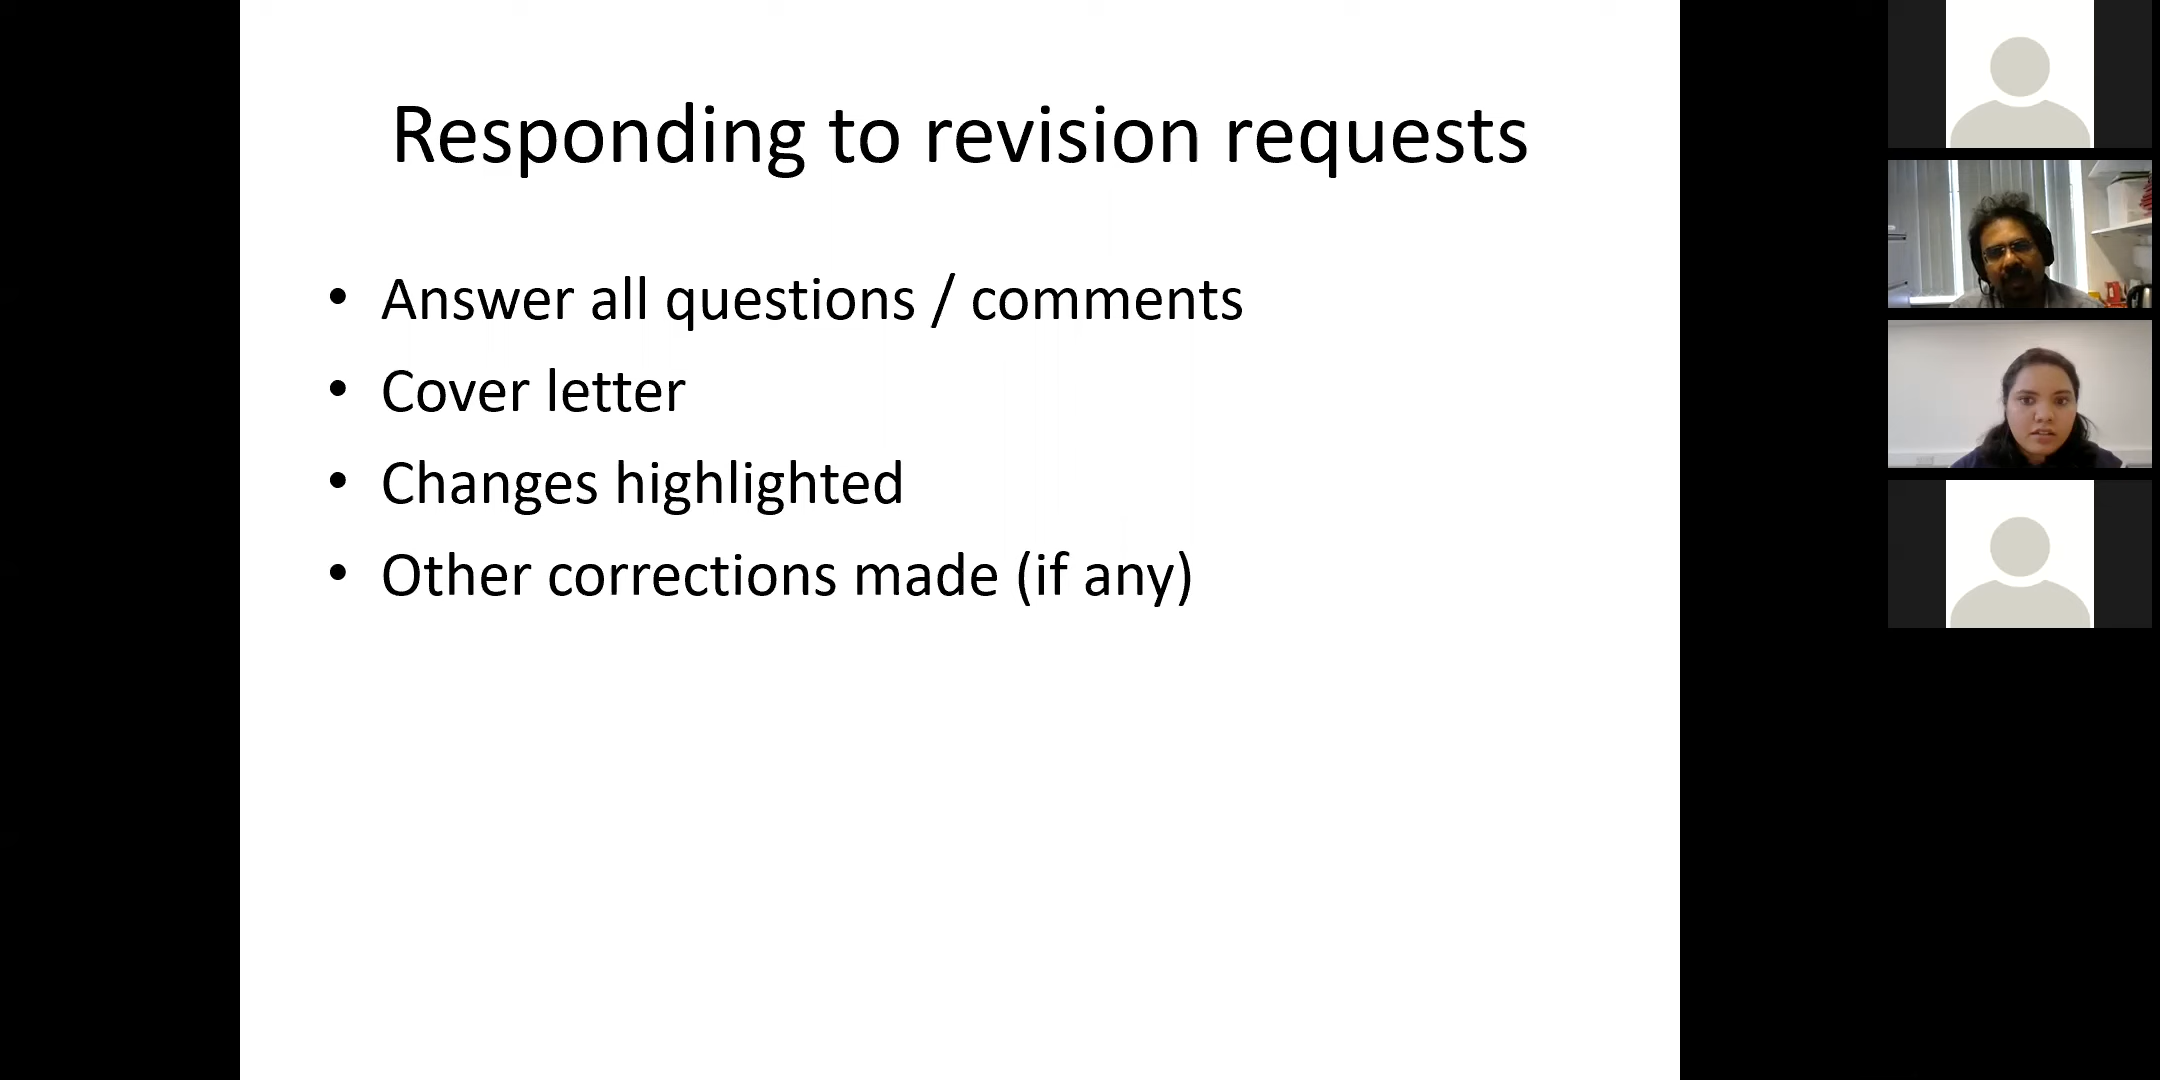 Responding to revision requests
• Answer all questions / comments
• Cover letter
• Changes highlighted
• Other corrections made (if any)